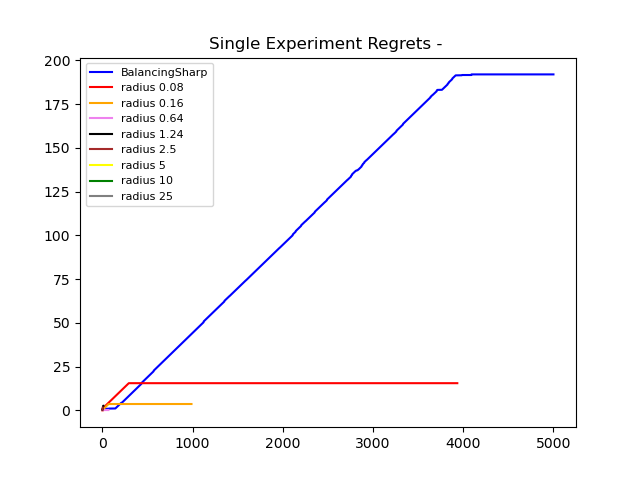 Single Experiment Regrets -
200
175
150
125
100
75
50
25
0
BalancingSharp
radius 0.08
radius 0.16
radius 0.64
radius 1.24
radius 2.5
radius 5
radius 10
radius 25
0 1000 2000 3000 4000 5000